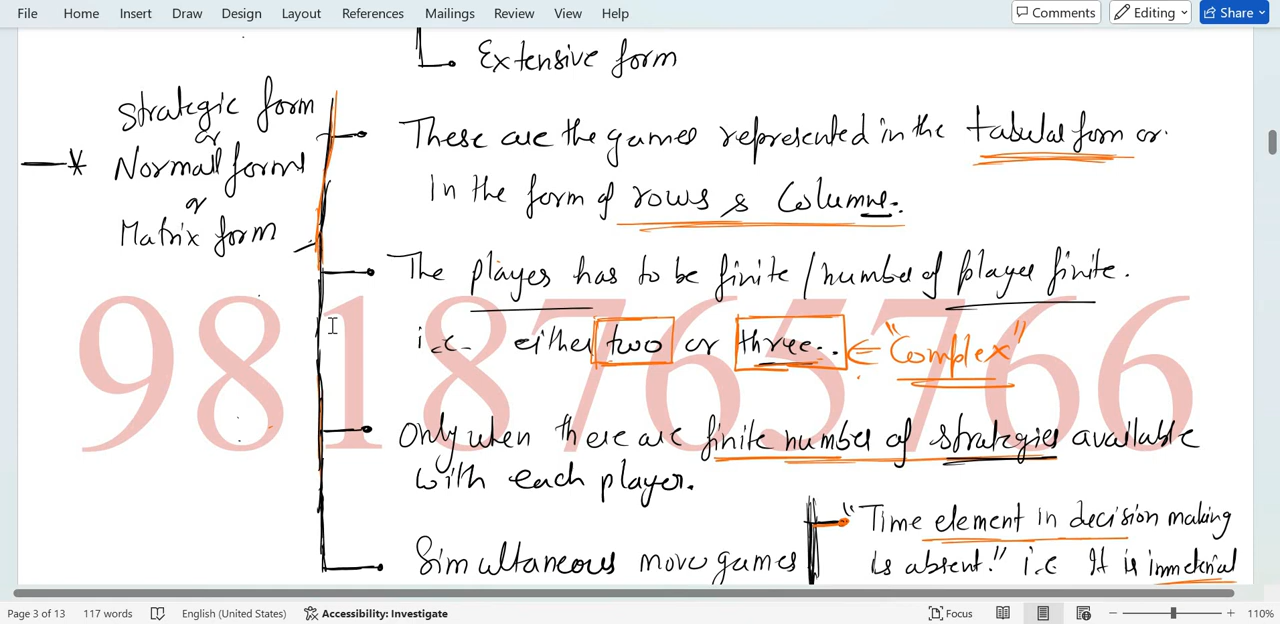 File Home Insert Draw Design Layout References Mailings Review View Help Comments Editing Share
Extensive form
Strategic form
or
Normal form
or
Matrix form
These are the games represented in the tabular form or
In the form of rows & Columns.
The players has to be finite / number of player finite.
i.e. either two or three.. "Complex"
9818765766
Only when there are finite number of strategies available
with each player.
Simultaneous move games
"Time element in decision making
is absent." i.e It is immeterial
Page 3 of 13 117 words English (United States) Accessibility: Investigate Focus 110%